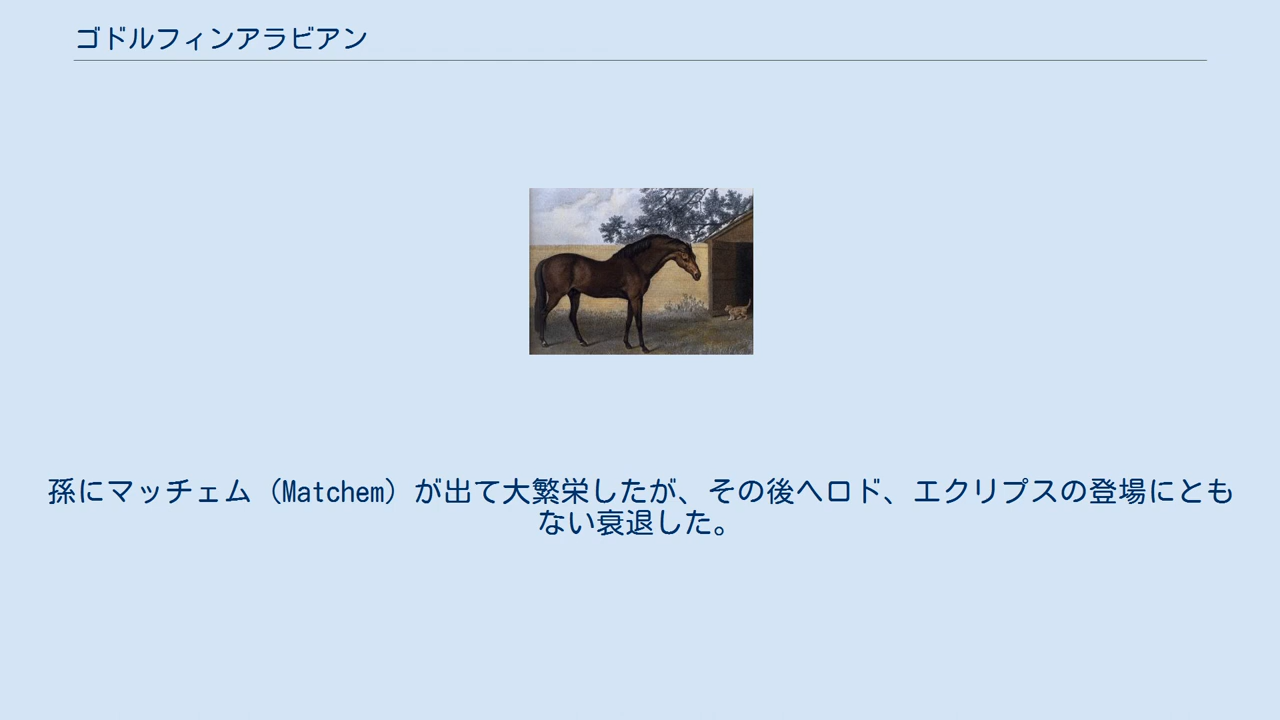 ゴドルフィンアラビアン
孫にマッチェム（Matchem）が出て大繁栄したが、その後ヘロド、エクリプスの登場にとも
ない衰退した。